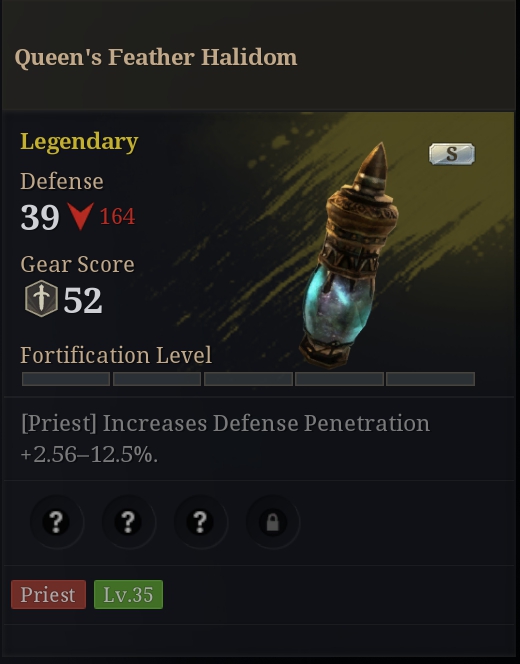 Queen's Feather Halidom
Legendary
S
Defense
39 164
Gear Score
52
Fortification Level
[Priest] Increases Defense Penetration
+2.56–12.5%.
? ? ?
Priest Lv.35